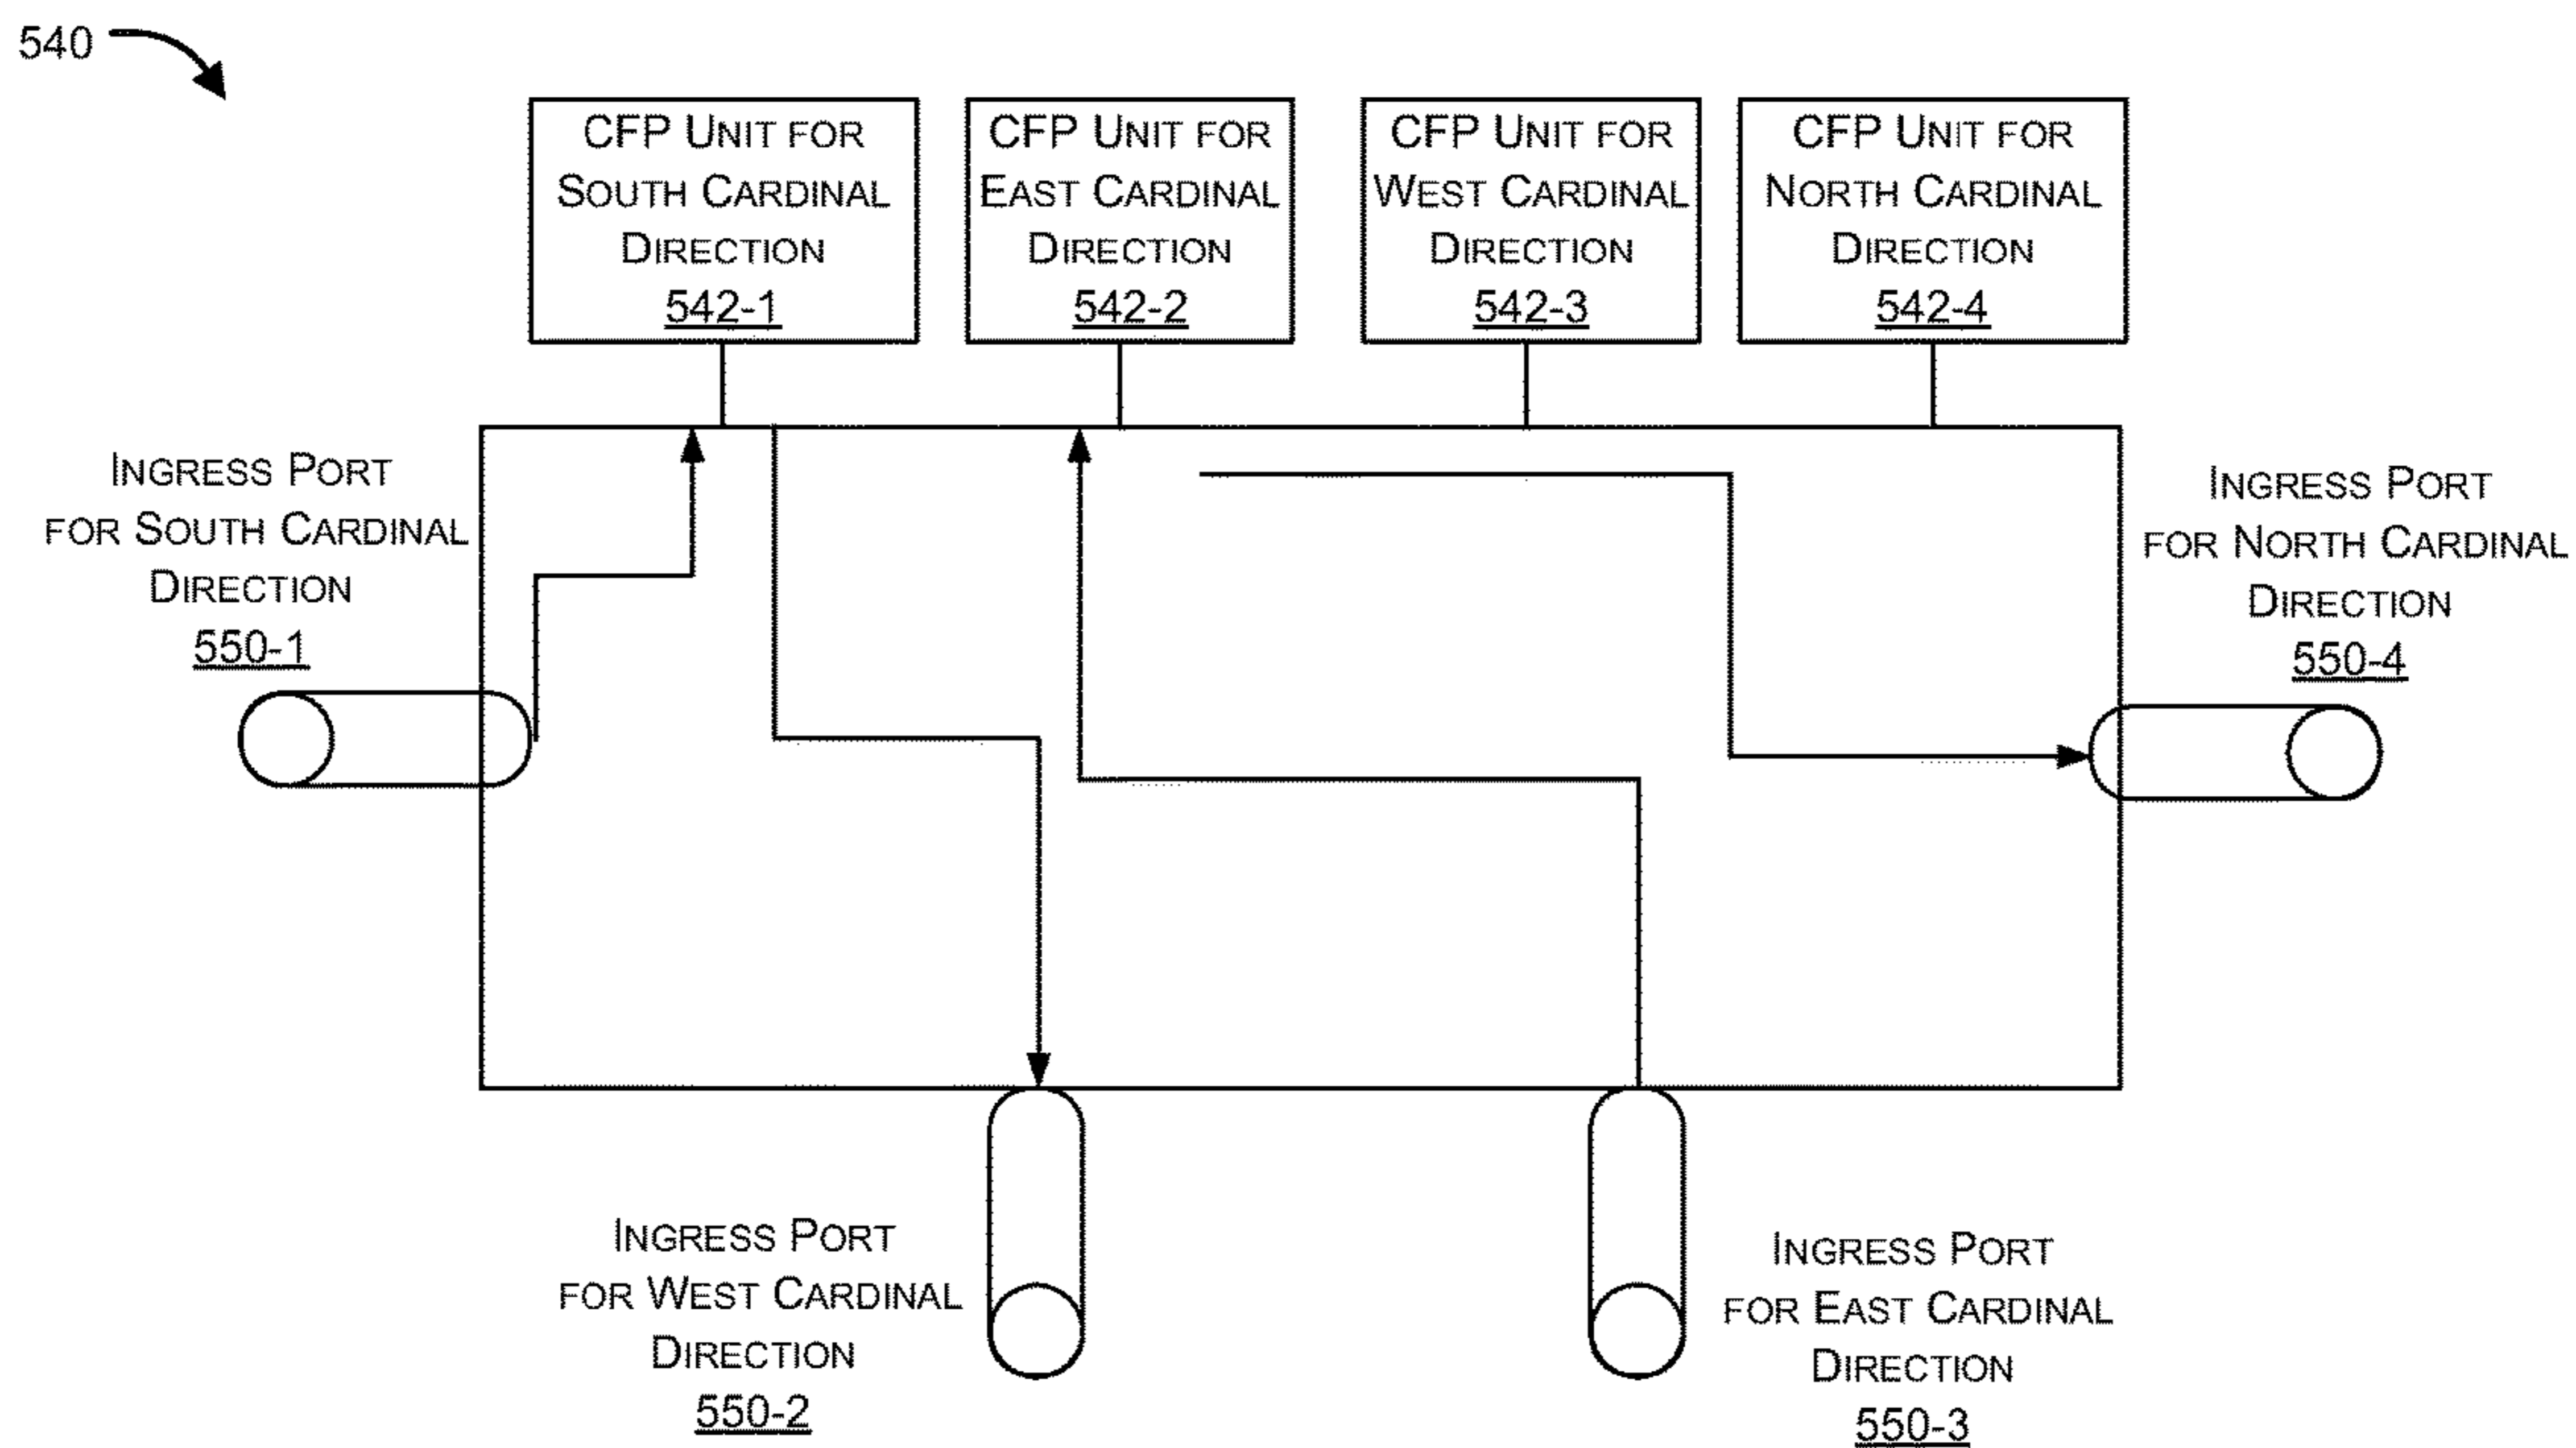 540
CFP Unit for
South Cardinal
Direction
542-1
CFP Unit for
East Cardinal
Direction
542-2
CFP Unit for
West Cardinal
Direction
542-3
CFP Unit for
North Cardinal
Direction
542-4
Ingress Port
for South Cardinal
Direction
550-1
Ingress Port
for North Cardinal
Direction
550-4
Ingress Port
for West Cardinal
Direction
550-2
Ingress Port
for East Cardinal
Direction
550-3